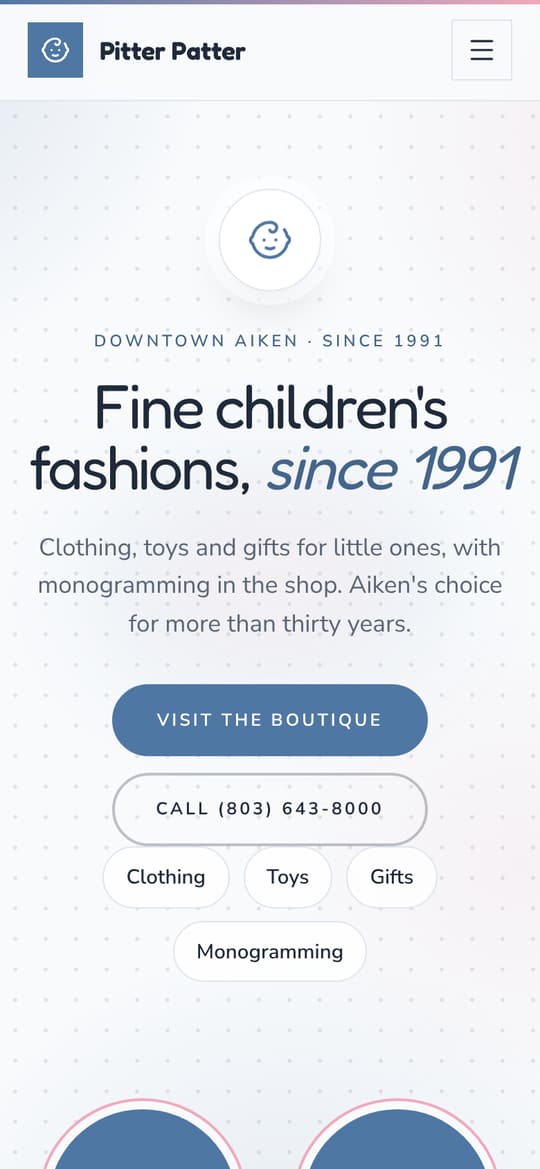 Pitter Patter
DOWNTOWN AIKEN · SINCE 1991
Fine children's
fashions, since 1991
Clothing, toys and gifts for little ones, with
monogramming in the shop. Aiken's choice
for more than thirty years.
VISIT THE BOUTIQUE
CALL (803) 643-8000
Clothing Toys Gifts
Monogramming